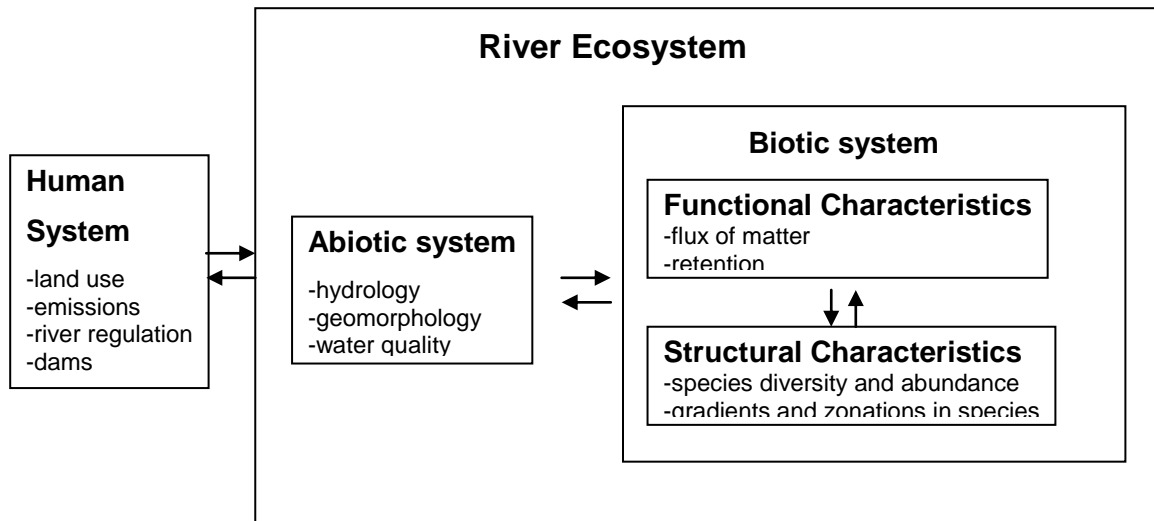 River Ecosystem
Human
System
-land use
-emissions
-river regulation
-dams
Abiotic system
-hydrology
-geomorphology
-water quality
Biotic system
Functional Characteristics
-flux of matter
-retention
Structural Characteristics
-species diversity and abundance
-gradients and zonations in species